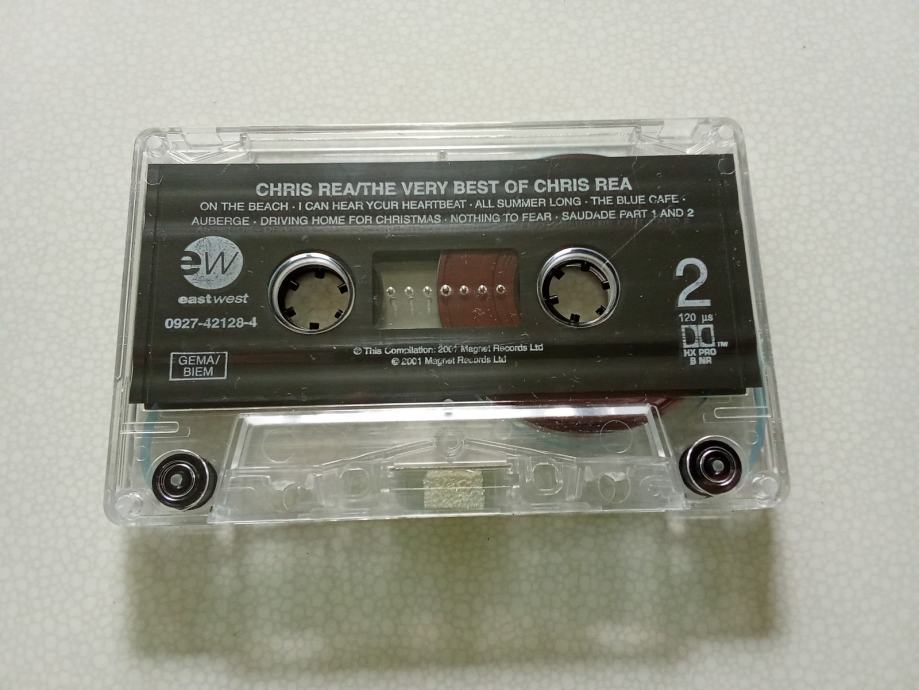 CHRIS REA/THE VERY BEST OF CHRIS REA
ON THE BEACH · I CAN HEAR YOUR HEARTBEAT · ALL SUMMER LONG · THE BLUE CAFE ·
AUBERGE · DRIVING HOME FOR CHRISTMAS · NOTHING TO FEAR · SAUDADE PART 1 AND 2
eW
eastwest
0927-42128-4
GEMA/
BIEM
2
120 µs
HX PRO
B NR
TM
℗ This Compilation: 2001 Magnet Records Ltd
© 2001 Magnet Records Ltd